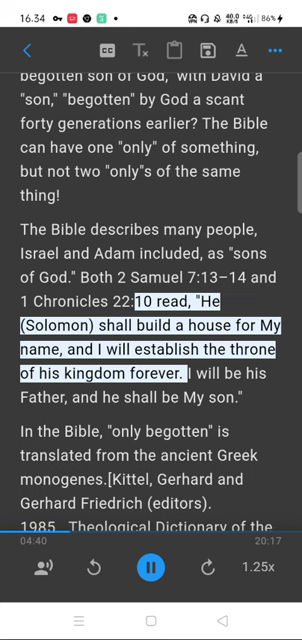 16.34
40.0 KB/S
86%
CC
begotten son of God," with David a
"son," "begotten" by God a scant
forty generations earlier? The Bible
can have one "only" of something,
but not two "only"s of the same
thing!
The Bible describes many people,
Israel and Adam included, as "sons
of God." Both 2 Samuel 7:13–14 and
1 Chronicles 22:10 read, "He
(Solomon) shall build a house for My
name, and I will establish the throne
of his kingdom forever. I will be his
Father, and he shall be My son."
In the Bible, "only begotten" is
translated from the ancient Greek
monogenes.[Kittel, Gerhard and
Gerhard Friedrich (editors).
1985. Theological Dictionary of the
04:40
20:17
1.25x